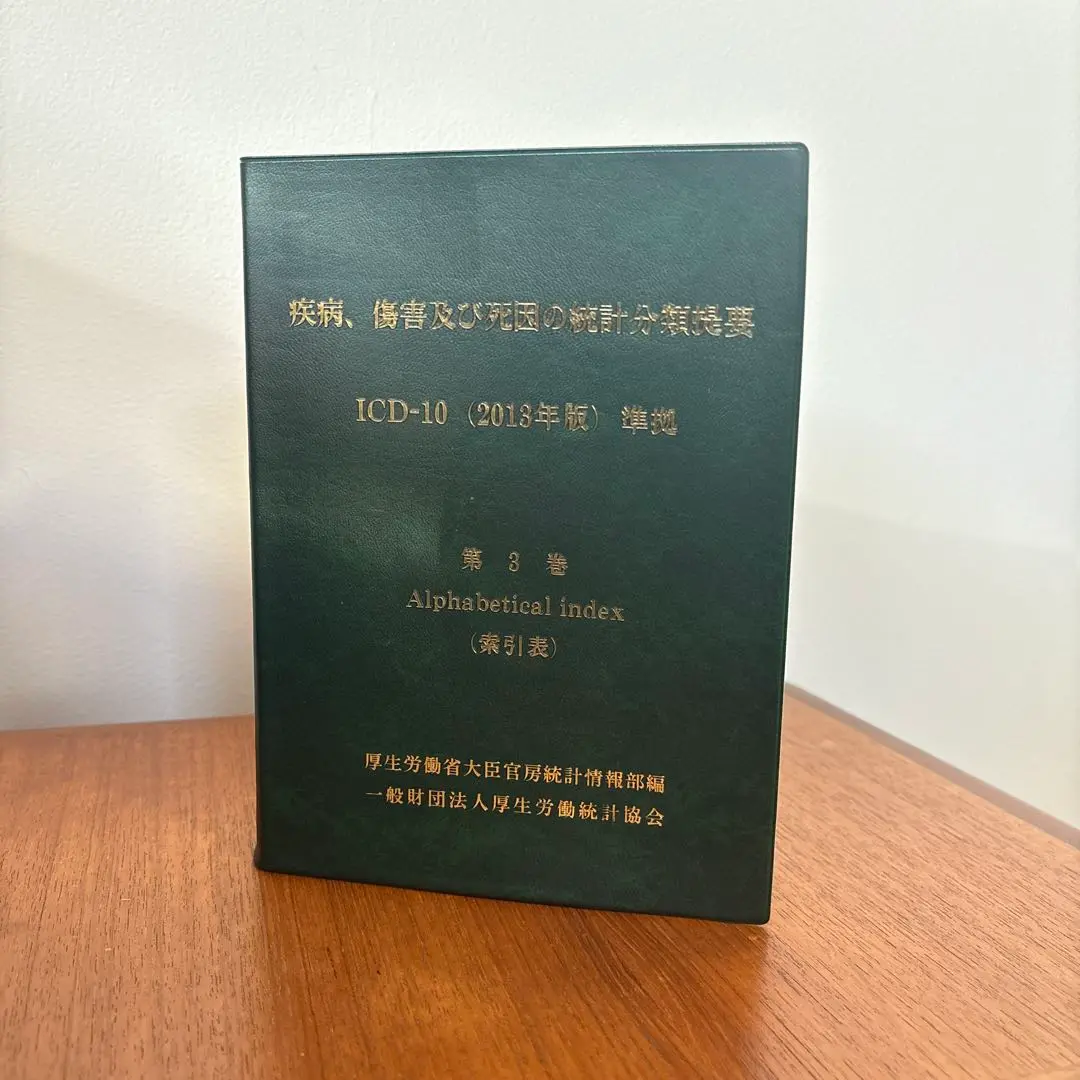 疾病、傷害及び死因の統計分類提要
ICD-10（2013年版）準拠
第 3 巻
Alphabetical index
（索引表）
厚生労働省大臣官房統計情報部編
一般財団法人厚生労働統計協会